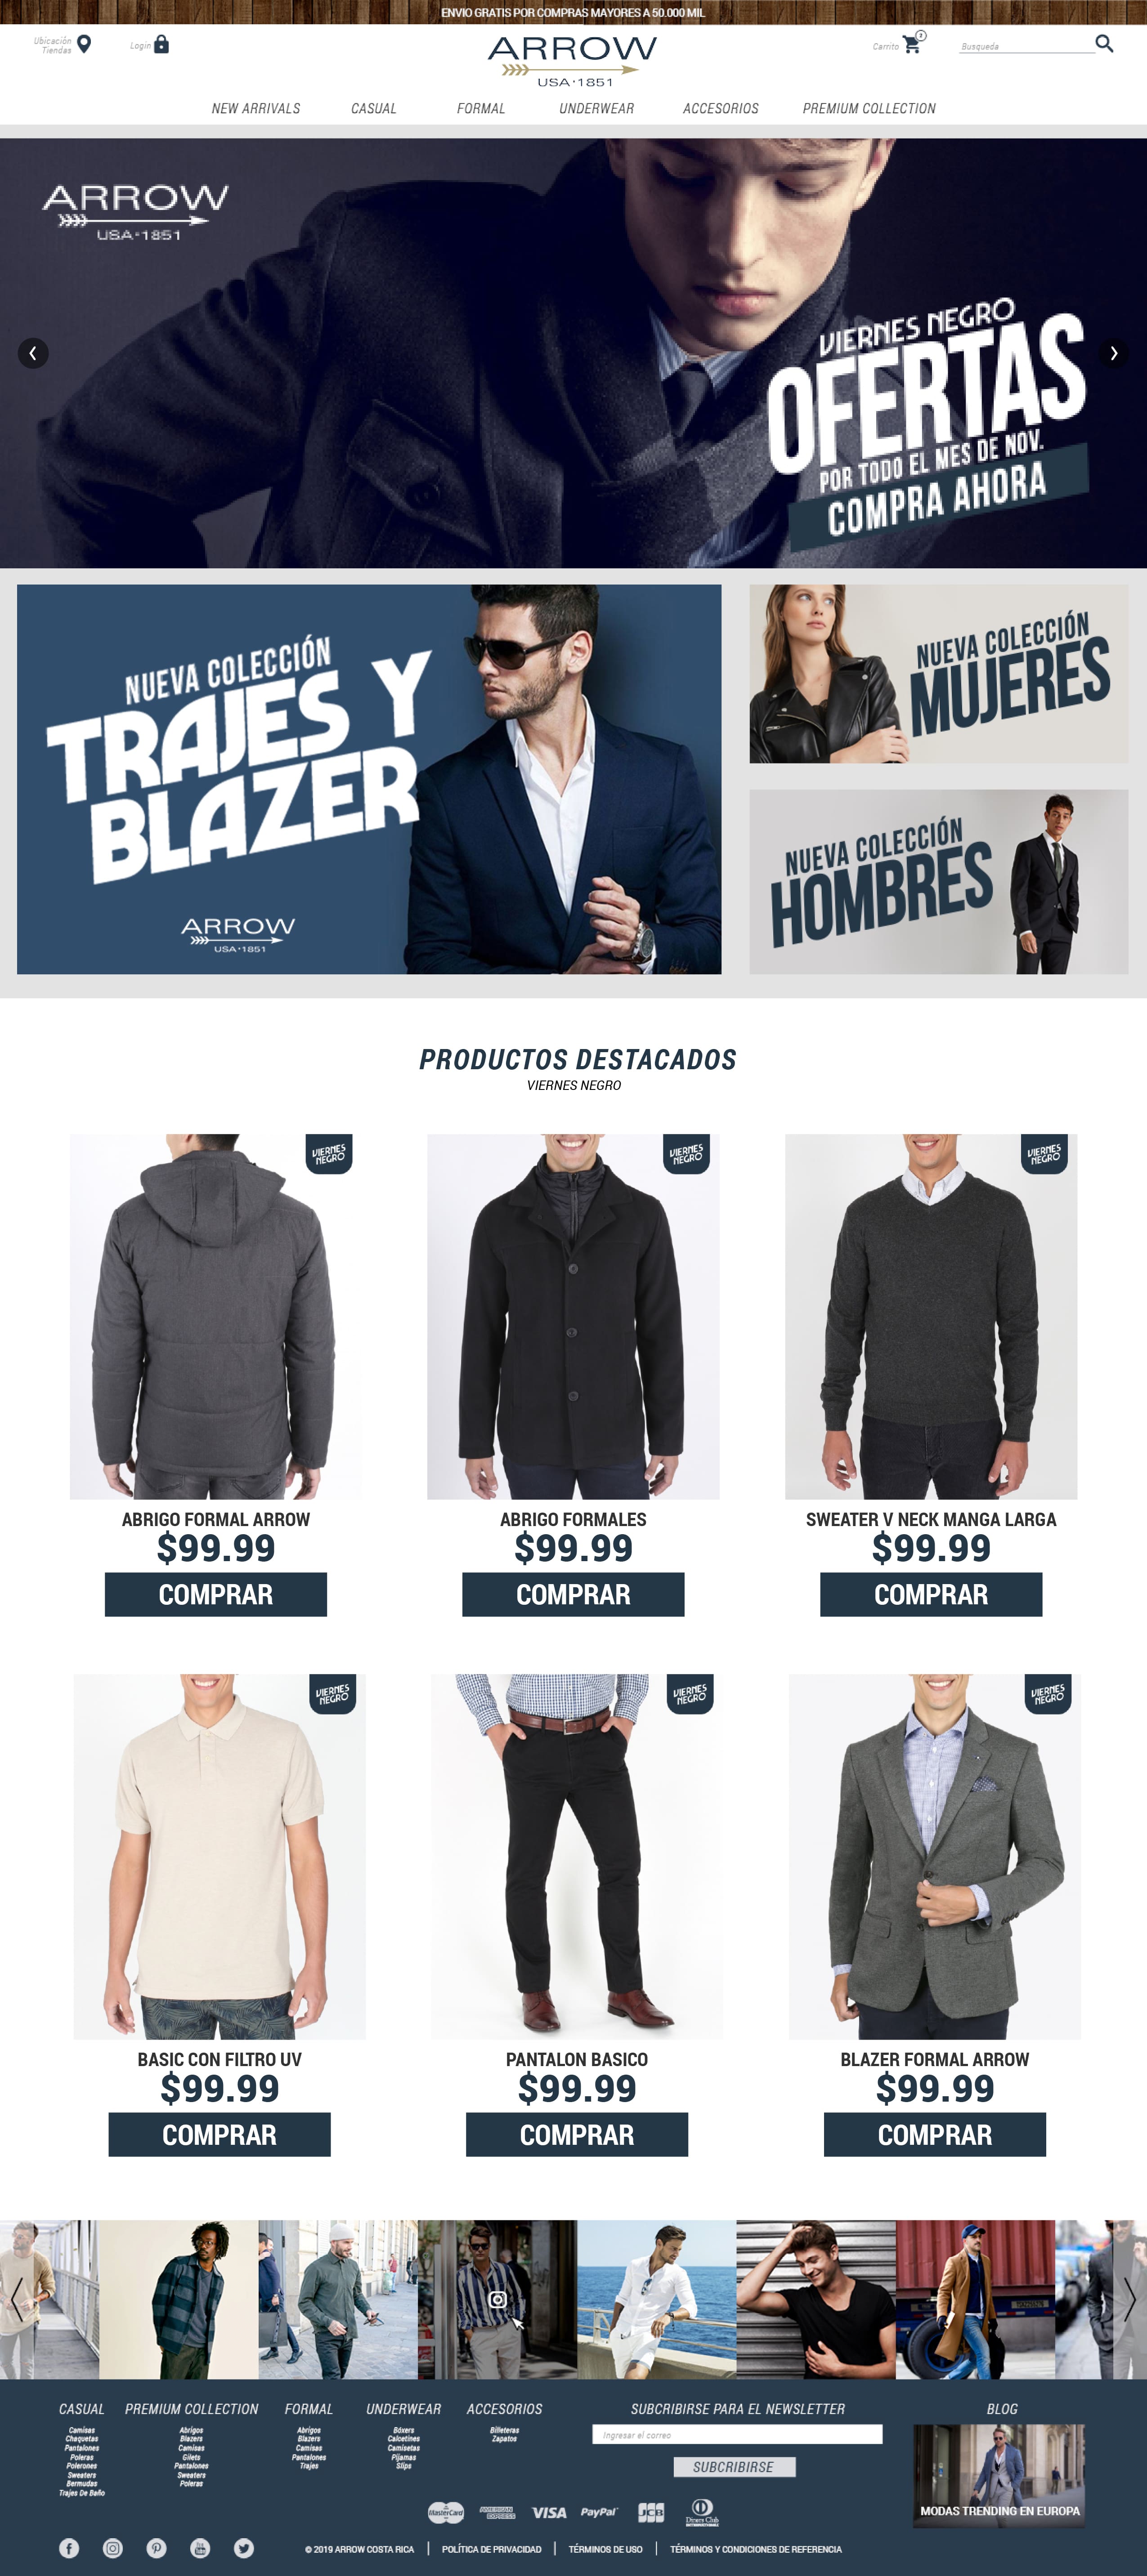 ENVIO GRATIS POR COMPRAS MAYORES A 50.000 MIL
Ubicación
Tiendas
Login
ARROW
USA·1851
Carrito
Busqueda
NEW ARRIVALS
CASUAL
FORMAL
UNDERWEAR
ACCESORIOS
PREMIUM COLLECTION
ARROW
USA·1851
VIERNES NEGRO
OFERTAS
POR TODO EL MES DE NOV.
COMPRA AHORA
NUEVA COLECCIÓN
TRAJES Y
BLAZER
ARROW
USA·1851
NUEVA COLECCIÓN
MUJERES
NUEVA COLECCIÓN
HOMBRES
PRODUCTOS DESTACADOS
VIERNES NEGRO
VIERNES
NEGRO
ABRIGO FORMAL ARROW
$99.99
COMPRAR
VIERNES
NEGRO
ABRIGO FORMALES
$99.99
COMPRAR
VIERNES
NEGRO
SWEATER V NECK MANGA LARGA
$99.99
COMPRAR
VIERNES
NEGRO
BASIC CON FILTRO UV
$99.99
COMPRAR
VIERNES
NEGRO
PANTALON BASICO
$99.99
COMPRAR
VIERNES
NEGRO
BLAZER FORMAL ARROW
$99.99
COMPRAR
CASUAL
Camisas
Chaquetas
Pantalones
Poleras
Polerones
Sweaters
Bermudas
Trajes De Baño
PREMIUM COLLECTION
Abrigos
Blazers
Camisas
Gilets
Pantalones
Sweaters
Poleras
FORMAL
Abrigos
Blazers
Camisas
Pantalones
Trajes
UNDERWEAR
Bóxers
Calcetines
Camisetas
Pijamas
Slips
ACCESORIOS
Billeteras
Zapatos
SUBCRIBIRSE PARA EL NEWSLETTER
Ingresar el correo
SUBCRIBIRSE
BLOG
MODAS TRENDING EN EUROPA
MasterCard
AMERICAN
EXPRESS
VISA
PayPal
JCB
Diners Club
INTERNATIONAL
You
Tube
© 2019 ARROW COSTA RICA
POLÍTICA DE PRIVACIDAD
TÉRMINOS DE USO
TÉRMINOS Y CONDICIONES DE REFERENCIA